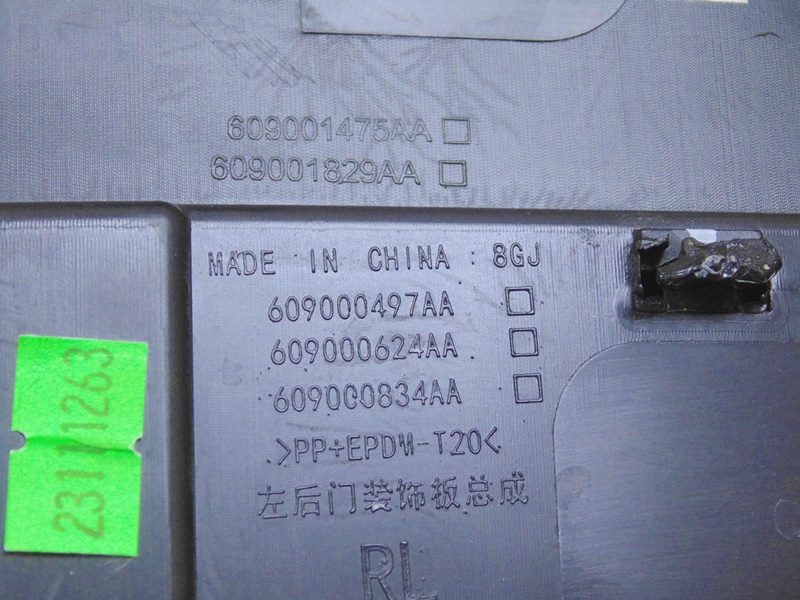 609001475AA □
609001829AA □
MADE IN CHINA 8GJ
609000497AA □
609000624AA □
609000834AA □
>PP+EPDM-T20<
左后门装饰板总成
RL
23111263